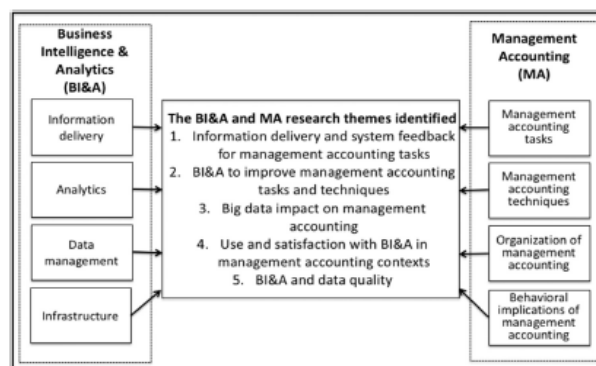 Business
Intelligence &
Analytics
(BI&A)
Information
delivery
Analytics
Data
management
Infrastructure
The BI&A and MA research themes identified
1. Information delivery and system feedback
for management accounting tasks
2. BI&A to improve management accounting
tasks and techniques
3. Big data impact on management
accounting
4. Use and satisfaction with BI&A in
management accounting contexts
5. BI&A and data quality
Management
Accounting
(MA)
Management
accounting
tasks
Management
accounting
techniques
Organization of
management
accounting
Behavioral
implications of
management
accounting